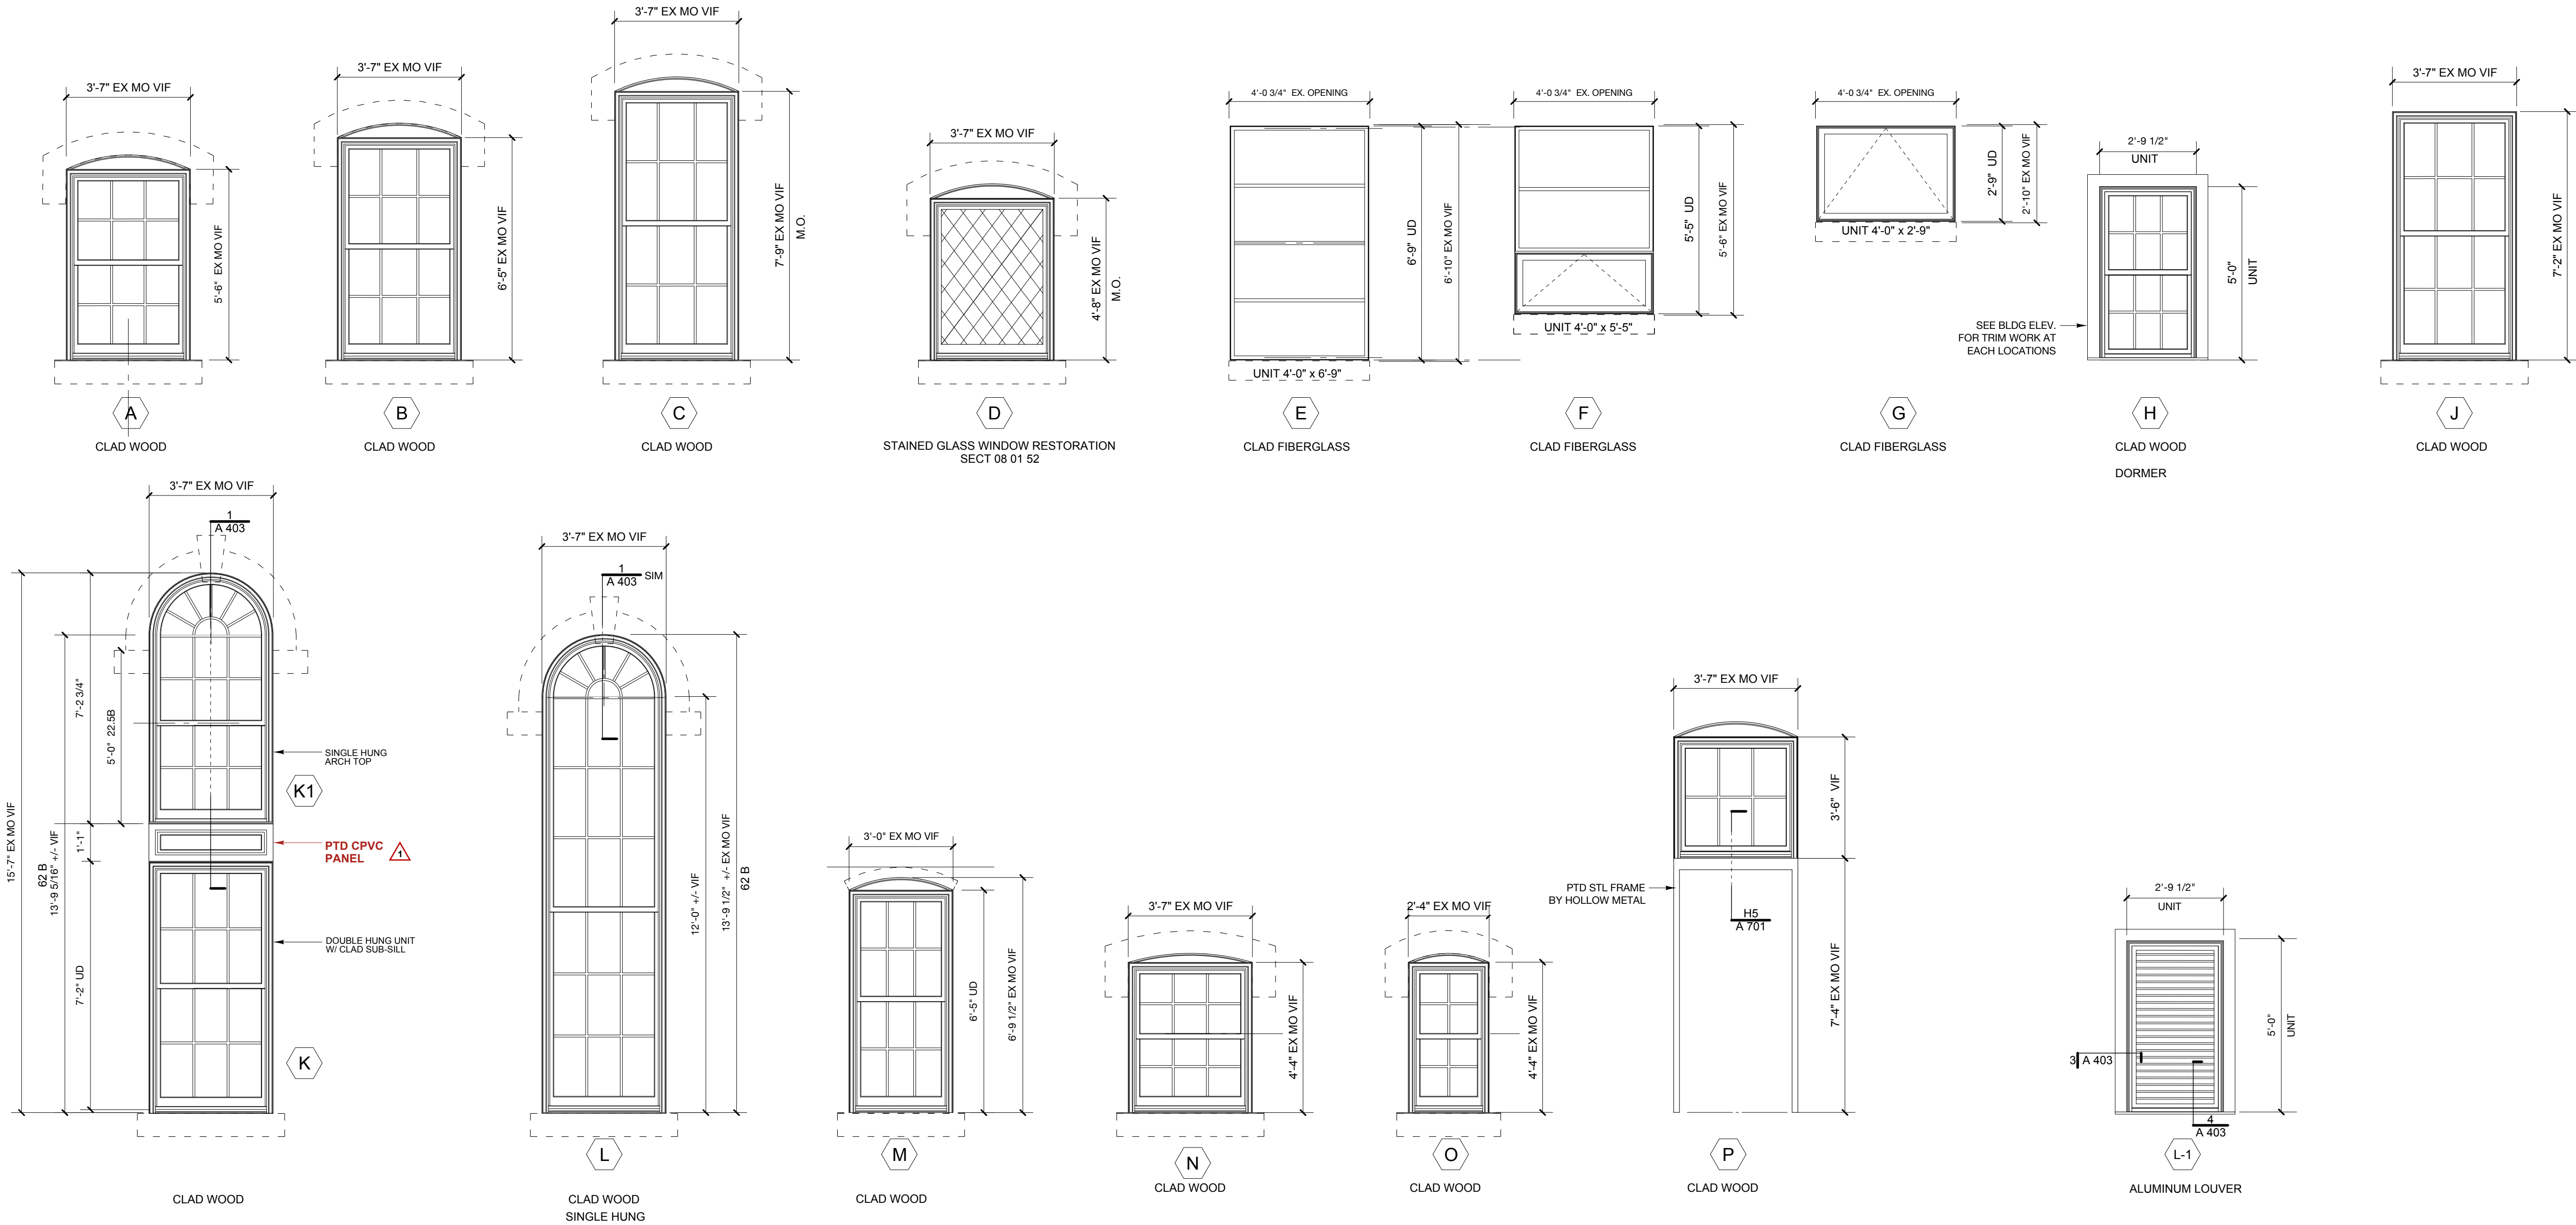 3'-7" EX MO VIF
5'-6" EX MO VIF
A
CLAD WOOD
3'-7" EX MO VIF
6'-5" EX MO VIF
B
CLAD WOOD
3'-7" EX MO VIF
7'-9" EX MO VIF
M.O.
C
CLAD WOOD
3'-7" EX MO VIF
4'-8" EX MO VIF
M.O.
D
STAINED GLASS WINDOW RESTORATION
SECT 08 01 52
4'-0 3/4" EX. OPENING
6'-9" UD
6'-10" EX MO VIF
UNIT 4'-0" x 6'-9"
E
CLAD FIBERGLASS
4'-0 3/4" EX. OPENING
5'-5" UD
5'-6" EX MO VIF
UNIT 4'-0" x 5'-5"
F
CLAD FIBERGLASS
4'-0 3/4" EX. OPENING
2'-9" UD
2'-10" EX MO VIF
UNIT 4'-0" x 2'-9"
G
CLAD FIBERGLASS
2'-9 1/2"
UNIT
5'-0"
UNIT
SEE BLDG ELEV.
FOR TRIM WORK AT
EACH LOCATIONS
H
CLAD WOOD
DORMER
3'-7" EX MO VIF
7'-2" EX MO VIF
J
CLAD WOOD
3'-7" EX MO VIF
1
A 403
15'-7" EX MO VIF
62 B
13'-9 5/16" +/- VIF
7'-2 3/4"
5'-0" 22.5B
1'-1"
7'-2" UD
SINGLE HUNG
ARCH TOP
K1
PTD CPVC
PANEL
1
DOUBLE HUNG UNIT
W/ CLAD SUB-SILL
K
CLAD WOOD
3'-7" EX MO VIF
1
A 403
SIM
12'-0" +/- VIF
13'-9 1/2" +/- EX MO VIF
62 B
L
CLAD WOOD
SINGLE HUNG
3'-0" EX MO VIF
6'-5" UD
6'-9 1/2" EX MO VIF
M
CLAD WOOD
3'-7" EX MO VIF
4'-4" EX MO VIF
N
CLAD WOOD
2'-4" EX MO VIF
4'-4" EX MO VIF
O
CLAD WOOD
3'-7" EX MO VIF
3'-6" VIF
PTD STL FRAME
BY HOLLOW METAL
H5
A 701
7'-4" EX MO VIF
P
CLAD WOOD
2'-9 1/2"
UNIT
5'-0"
UNIT
3
A 403
4
A 403
L-1
ALUMINUM LOUVER